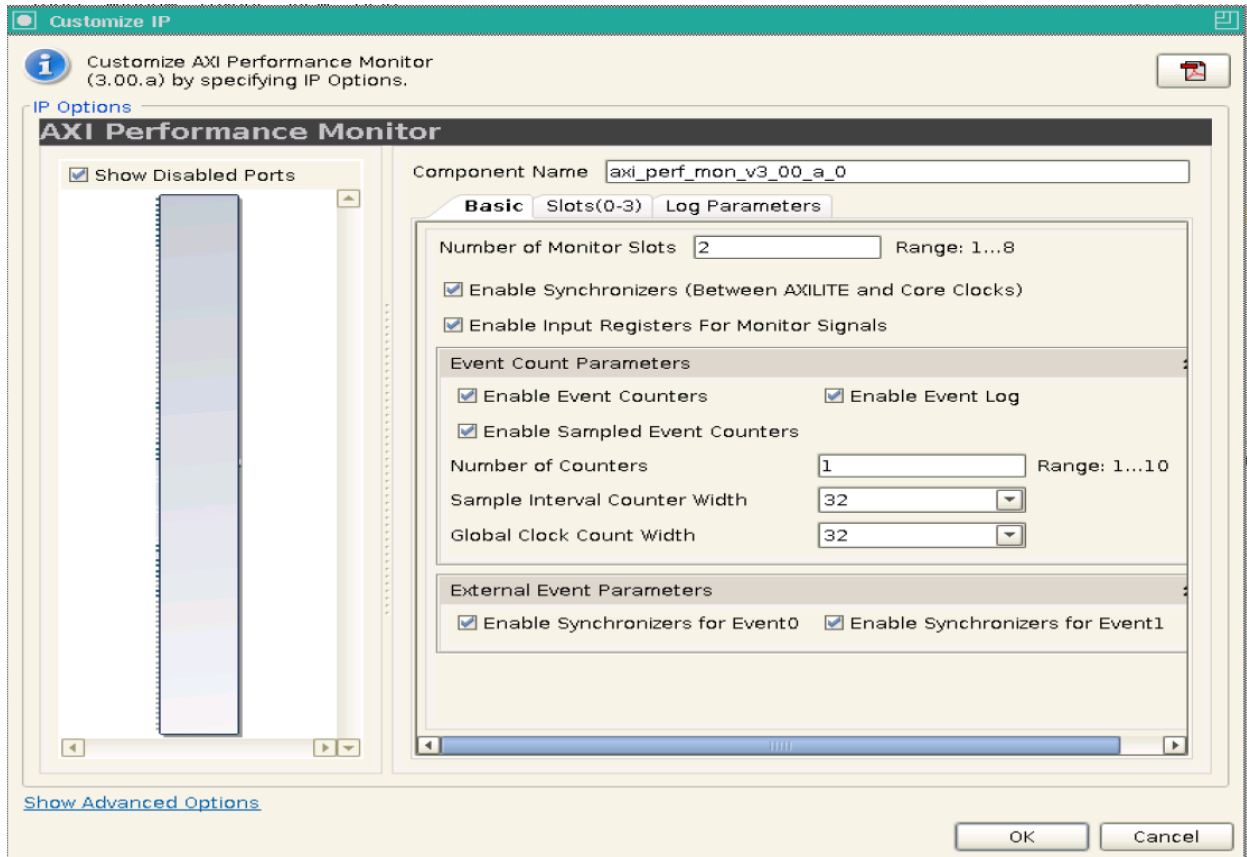 Customize IP
Customize AXI Performance Monitor
(3.00.a) by specifying IP Options.
IP Options
AXI Performance Monitor
Show Disabled Ports
Component Name axi_perf_mon_v3_00_a_0
Basic Slots(0-3) Log Parameters
Number of Monitor Slots 2 Range: 1...8
Enable Synchronizers (Between AXILITE and Core Clocks)
Enable Input Registers For Monitor Signals
Event Count Parameters
Enable Event Counters Enable Event Log
Enable Sampled Event Counters
Number of Counters 1 Range: 1...10
Sample Interval Counter Width 32
Global Clock Count Width 32
External Event Parameters
Enable Synchronizers for Event0 Enable Synchronizers for Event1
Show Advanced Options
OK Cancel